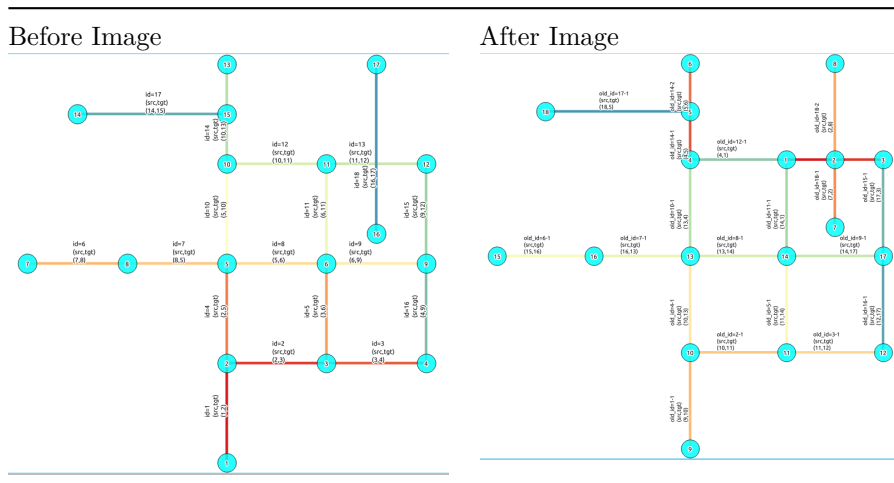 Before Image
After Image
13
17
id=17
(src,tgt)
(14,15)
14
15
id=14
(src,tgt)
(10,13)
id=12
(src,tgt)
(10,11)
id=13
(src,tgt)
(11,12)
10
11
12
id=18
(src,tgt)
(16,17)
id=10
(src,tgt)
(5,10)
id=11
(src,tgt)
(6,11)
id=15
(src,tgt)
(9,12)
16
id=6
(src,tgt)
(7,8)
id=7
(src,tgt)
(8,5)
id=8
(src,tgt)
(5,6)
id=9
(src,tgt)
(6,9)
7
8
5
6
9
id=4
(src,tgt)
(2,5)
id=5
(src,tgt)
(3,6)
id=16
(src,tgt)
(4,9)
id=2
(src,tgt)
(2,3)
id=3
(src,tgt)
(3,4)
2
3
4
id=1
(src,tgt)
(1,2)
1
6
8
old_id=14-2
(src,tgt)
(5,6)
old_id=17-1
(src,tgt)
(18,5)
18
5
old_id=18-2
(src,tgt)
(2,8)
old_id=14-1
(src,tgt)
old_id=12-1
(src,tgt)
(4,1)
4
1
2
3
old_id=10-1
(src,tgt)
(13,4)
old_id=11-1
(src,tgt)
(14,1)
old_id=18-1
(src,tgt)
(7,2)
old_id=15-1
(src,tgt)
(17,3)
7
old_id=6-1
(src,tgt)
(15,16)
old_id=7-1
(src,tgt)
(16,13)
old_id=8-1
(src,tgt)
(13,14)
old_id=9-1
(src,tgt)
(14,17)
15
16
13
14
17
old_id=4-1
(src,tgt)
(10,13)
old_id=5-1
(src,tgt)
(11,14)
old_id=16-1
(src,tgt)
(12,17)
old_id=2-1
(src,tgt)
(10,11)
old_id=3-1
(src,tgt)
(11,12)
10
11
12
old_id=1-1
(src,tgt)
(9,10)
9